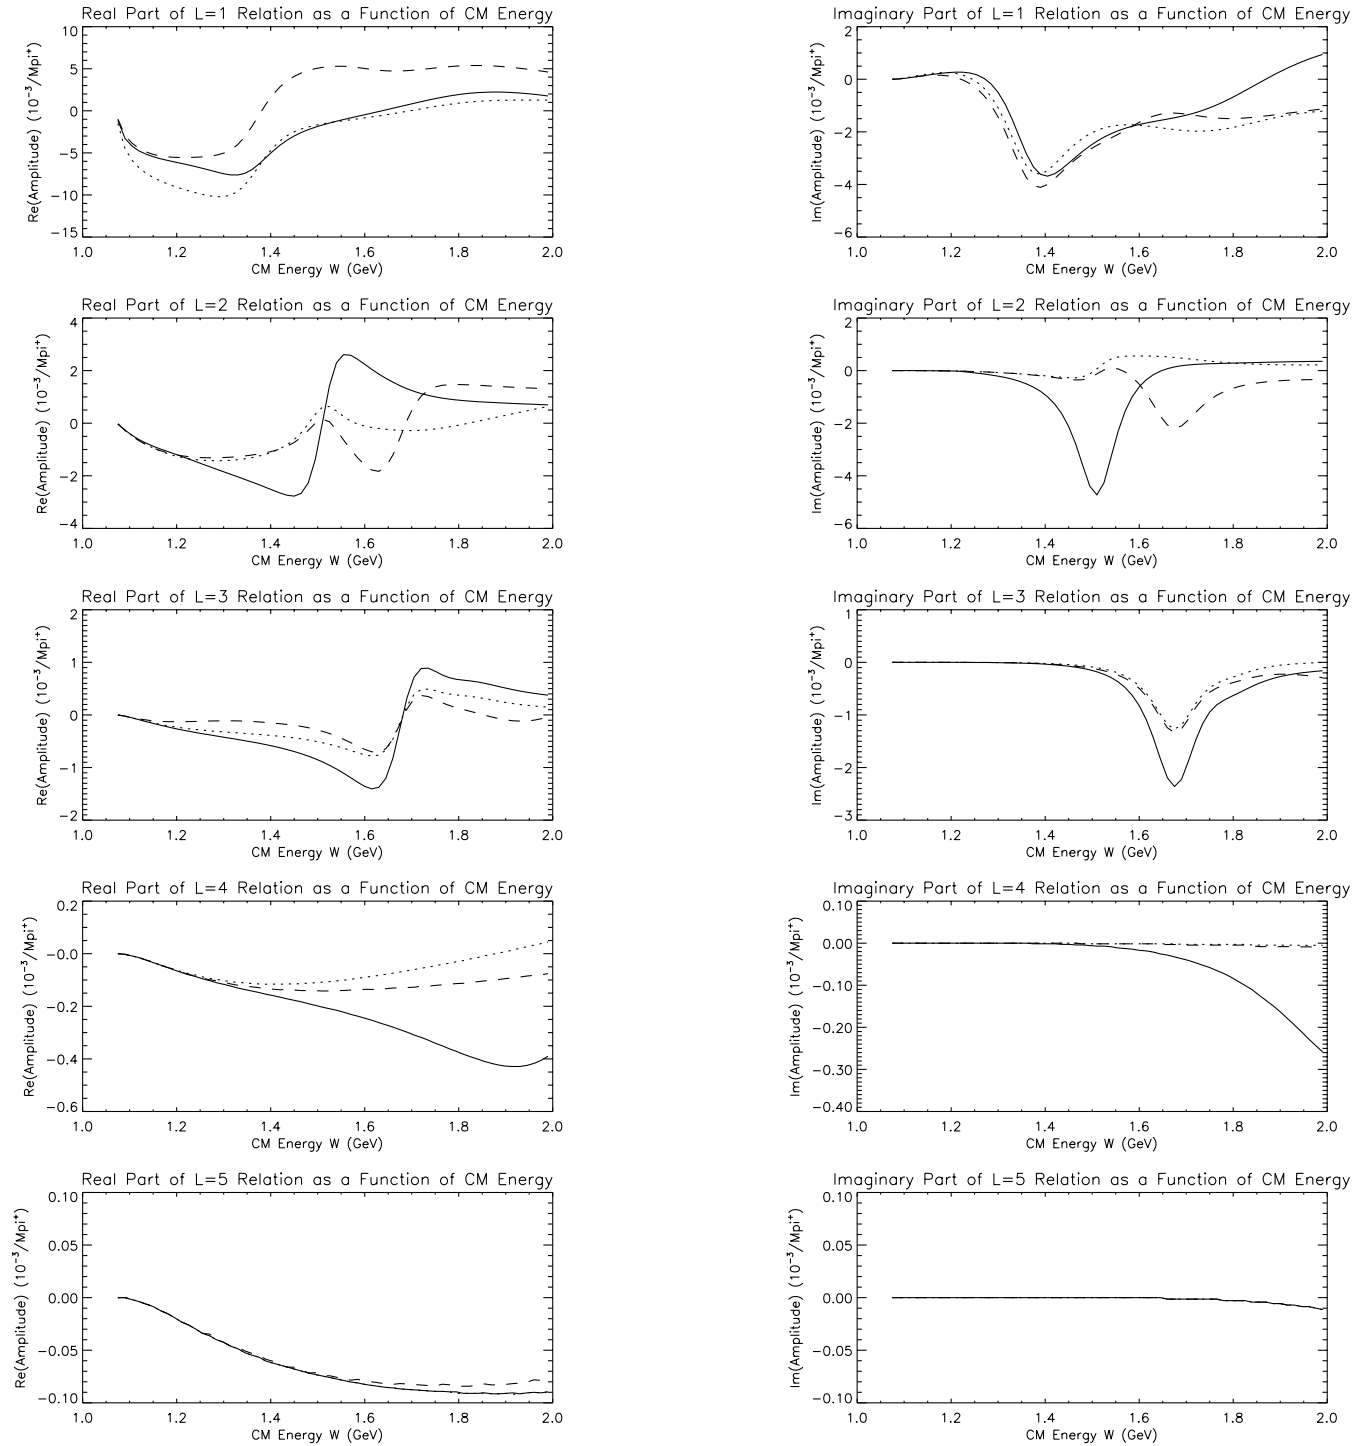 Real Part of L=1 Relation as a Function of CM Energy
Re(Amplitude) (10⁻³/Mpi⁺)
10
5
0
−5
−10
−15
1.0 1.2 1.4 1.6 1.8 2.0
CM Energy W (GeV)
Imaginary Part of L=1 Relation as a Function of CM Energy
Im(Amplitude) (10⁻³/Mpi⁺)
2
0
−2
−4
−6
1.0 1.2 1.4 1.6 1.8 2.0
CM Energy W (GeV)
Real Part of L=2 Relation as a Function of CM Energy
Re(Amplitude) (10⁻³/Mpi⁺)
4
2
0
−2
−4
1.0 1.2 1.4 1.6 1.8 2.0
CM Energy W (GeV)
Imaginary Part of L=2 Relation as a Function of CM Energy
Im(Amplitude) (10⁻³/Mpi⁺)
2
0
−2
−4
−6
1.0 1.2 1.4 1.6 1.8 2.0
CM Energy W (GeV)
Real Part of L=3 Relation as a Function of CM Energy
Re(Amplitude) (10⁻³/Mpi⁺)
2
1
0
−1
−2
1.0 1.2 1.4 1.6 1.8 2.0
CM Energy W (GeV)
Imaginary Part of L=3 Relation as a Function of CM Energy
Im(Amplitude) (10⁻³/Mpi⁺)
1
0
−1
−2
−3
1.0 1.2 1.4 1.6 1.8 2.0
CM Energy W (GeV)
Real Part of L=4 Relation as a Function of CM Energy
Re(Amplitude) (10⁻³/Mpi⁺)
0.2
−0.0
−0.2
−0.4
−0.6
1.0 1.2 1.4 1.6 1.8 2.0
CM Energy W (GeV)
Imaginary Part of L=4 Relation as a Function of CM Energy
Im(Amplitude) (10⁻³/Mpi⁺)
0.10
0.00
−0.10
−0.20
−0.30
−0.40
1.0 1.2 1.4 1.6 1.8 2.0
CM Energy W (GeV)
Real Part of L=5 Relation as a Function of CM Energy
Re(Amplitude) (10⁻³/Mpi⁺)
0.10
0.05
0.00
−0.05
−0.10
1.0 1.2 1.4 1.6 1.8 2.0
CM Energy W (GeV)
Imaginary Part of L=5 Relation as a Function of CM Energy
Im(Amplitude) (10⁻³/Mpi⁺)
0.10
0.05
0.00
−0.05
−0.10
1.0 1.2 1.4 1.6 1.8 2.0
CM Energy W (GeV)